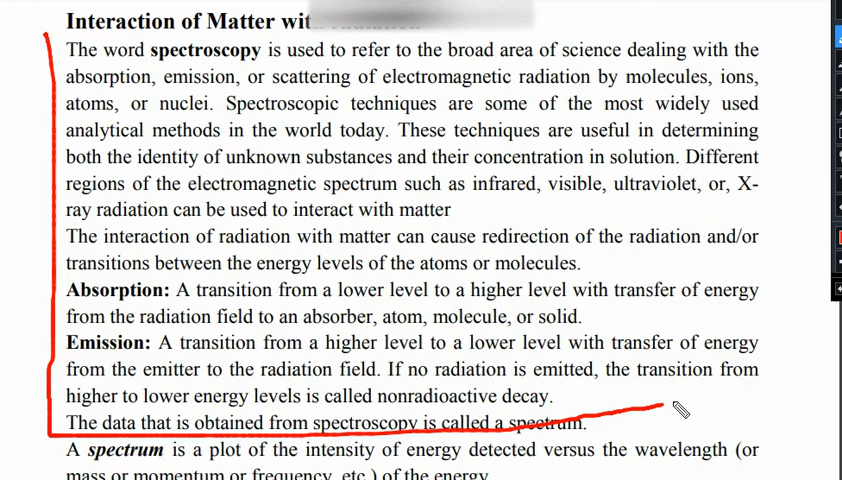 Interaction of Matter wit
The word spectroscopy is used to refer to the broad area of science dealing with the
absorption, emission, or scattering of electromagnetic radiation by molecules, ions,
atoms, or nuclei. Spectroscopic techniques are some of the most widely used
analytical methods in the world today. These techniques are useful in determining
both the identity of unknown substances and their concentration in solution. Different
regions of the electromagnetic spectrum such as infrared, visible, ultraviolet, or, X-
ray radiation can be used to interact with matter
The interaction of radiation with matter can cause redirection of the radiation and/or
transitions between the energy levels of the atoms or molecules.
Absorption: A transition from a lower level to a higher level with transfer of energy
from the radiation field to an absorber, atom, molecule, or solid.
Emission: A transition from a higher level to a lower level with transfer of energy
from the emitter to the radiation field. If no radiation is emitted, the transition from
higher to lower energy levels is called nonradioactive decay.
The data that is obtained from spectroscopy is called a spectrum.
A spectrum is a plot of the intensity of energy detected versus the wavelength (or
mass or momentum or frequency, etc.) of the energy.